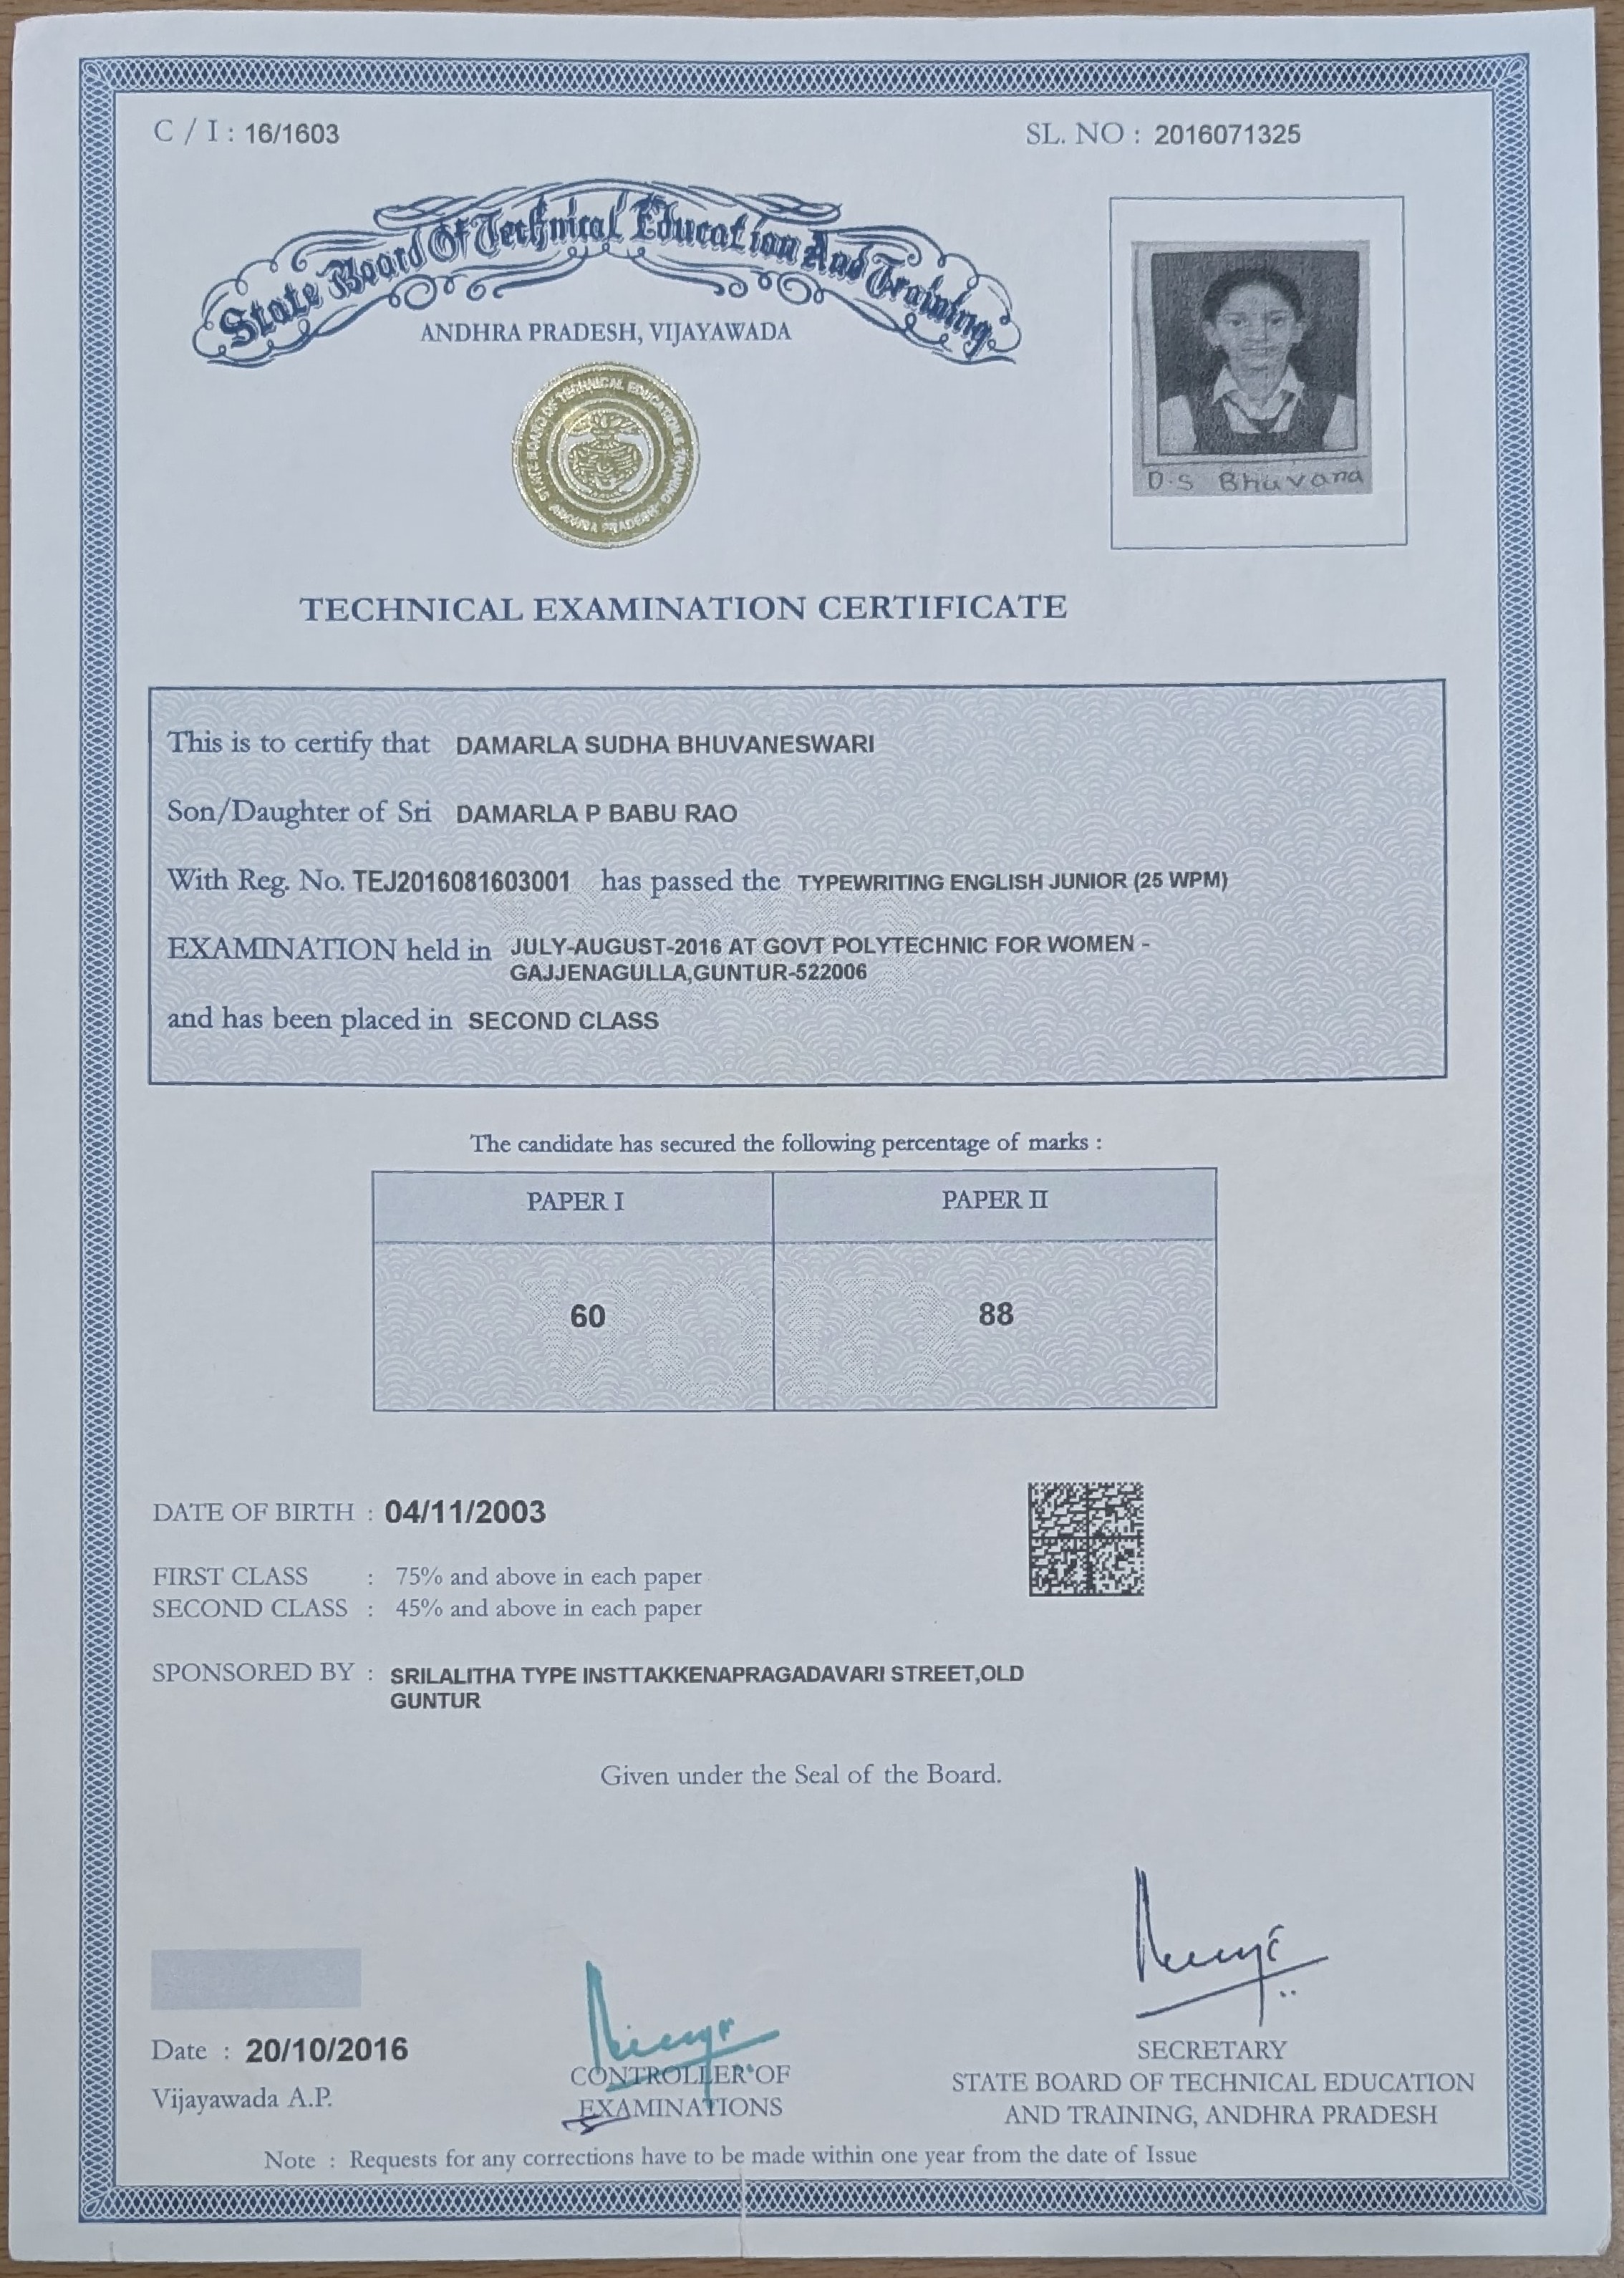 C / I : 16/1603
SL. NO : 2016071325
State Board Of Technical Education And Training
ANDHRA PRADESH, VIJAYAWADA
STATE BOARD OF TECHNICAL EDUCATION & TRAINING
ANDHRA PRADESH
D.S Bhuvana
TECHNICAL EXAMINATION CERTIFICATE
This is to certify that DAMARLA SUDHA BHUVANESWARI
Son/Daughter of Sri DAMARLA P BABU RAO
With Reg. No. TEJ2016081603001 has passed the TYPEWRITING ENGLISH JUNIOR (25 WPM)
EXAMINATION held in JULY-AUGUST-2016 AT GOVT POLYTECHNIC FOR WOMEN -
GAJJENAGULLA,GUNTUR-522006
and has been placed in SECOND CLASS
The candidate has secured the following percentage of marks :
PAPER I PAPER II
60 88
DATE OF BIRTH : 04/11/2003
FIRST CLASS : 75% and above in each paper
SECOND CLASS : 45% and above in each paper
SPONSORED BY : SRILALITHA TYPE INSTTAKKENAPRAGADAVARI STREET,OLD
GUNTUR
Given under the Seal of the Board.
Date : 20/10/2016
Vijayawada A.P.
CONTROLLER OF
EXAMINATIONS
SECRETARY
STATE BOARD OF TECHNICAL EDUCATION
AND TRAINING, ANDHRA PRADESH
Note : Requests for any corrections have to be made within one year from the date of Issue